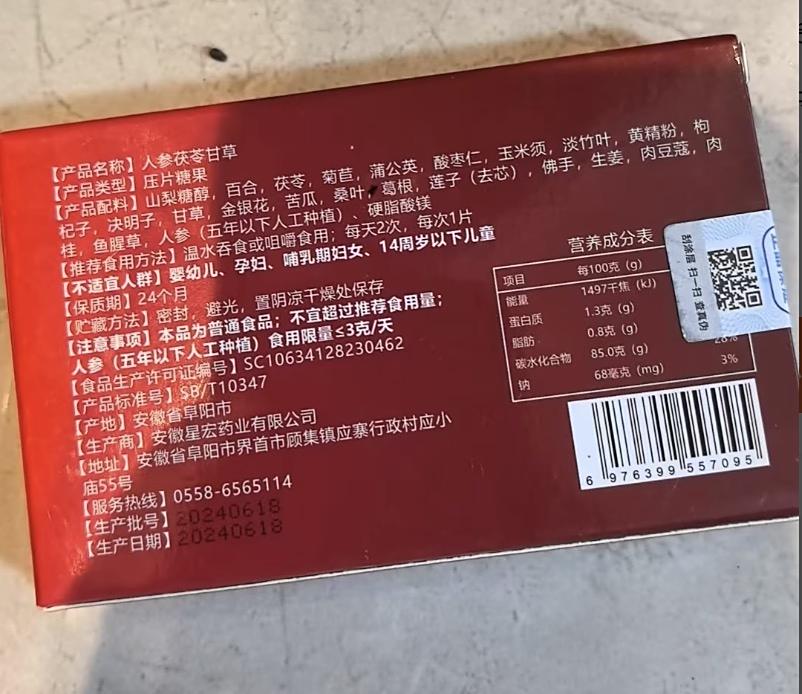 【产品名称】人参茯苓甘草
【产品类型】压片糖果
【产品配料】山梨糖醇，百合，茯苓，菊苣，蒲公英，酸枣仁，玉米须，淡竹叶，黄精粉，枸
杞子，决明子，甘草，金银花，苦瓜，桑叶，葛根，莲子（去芯），佛手，生姜，肉豆蔻，肉
桂，鱼腥草，人参（五年以下人工种植）、硬脂酸镁
【推荐食用方法】温水吞食或咀嚼食用；每天2次，每次1片
【不适宜人群】婴幼儿、孕妇、哺乳期妇女、14周岁以下儿童
【保质期】24个月
【贮藏方法】密封，避光，置阴凉干燥处保存
【注意事项】本品为普通食品；不宜超过推荐食用量；
人参（五年以下人工种植）食用限量≤3克/天
【食品生产许可证编号】SC10634128230462
【产品标准号】SB/T10347
【产地】安徽省阜阳市
【生产商】安徽星宏药业有限公司
【地址】安徽省阜阳市界首市顾集镇应寨行政村应小
庙55号
【服务热线】0558-6565114
【生产批号】20240618
【生产日期】20240618
营养成分表
项目 每100克（g）
能量 1497千焦（kJ）
蛋白质 1.3克（g）
脂肪 0.8克（g）
碳水化合物 85.0克（g） 28%
钠 68毫克（mg） 3%
刮涂层 扫一扫 查真伪
6 976399 557095